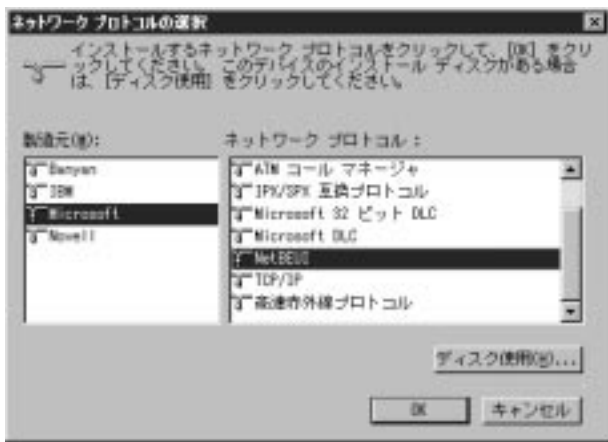 ネットワーク プロトコルの選択
インストールするネットワーク プロトコルをクリックして、[OK] をクリ
ックしてください。 このデバイスのインストール ディスクがある場合
は、[ディスク使用] をクリックしてください。
製造元(M):
ネットワーク プロトコル :
Banyan
IBM
Microsoft
Novell
ATM コール マネージャ
IPX/SPX 互換プロトコル
Microsoft 32 ビット DLC
Microsoft DLC
NetBEUI
TCP/IP
高速赤外線プロトコル
ディスク使用(H)...
OK
キャンセル